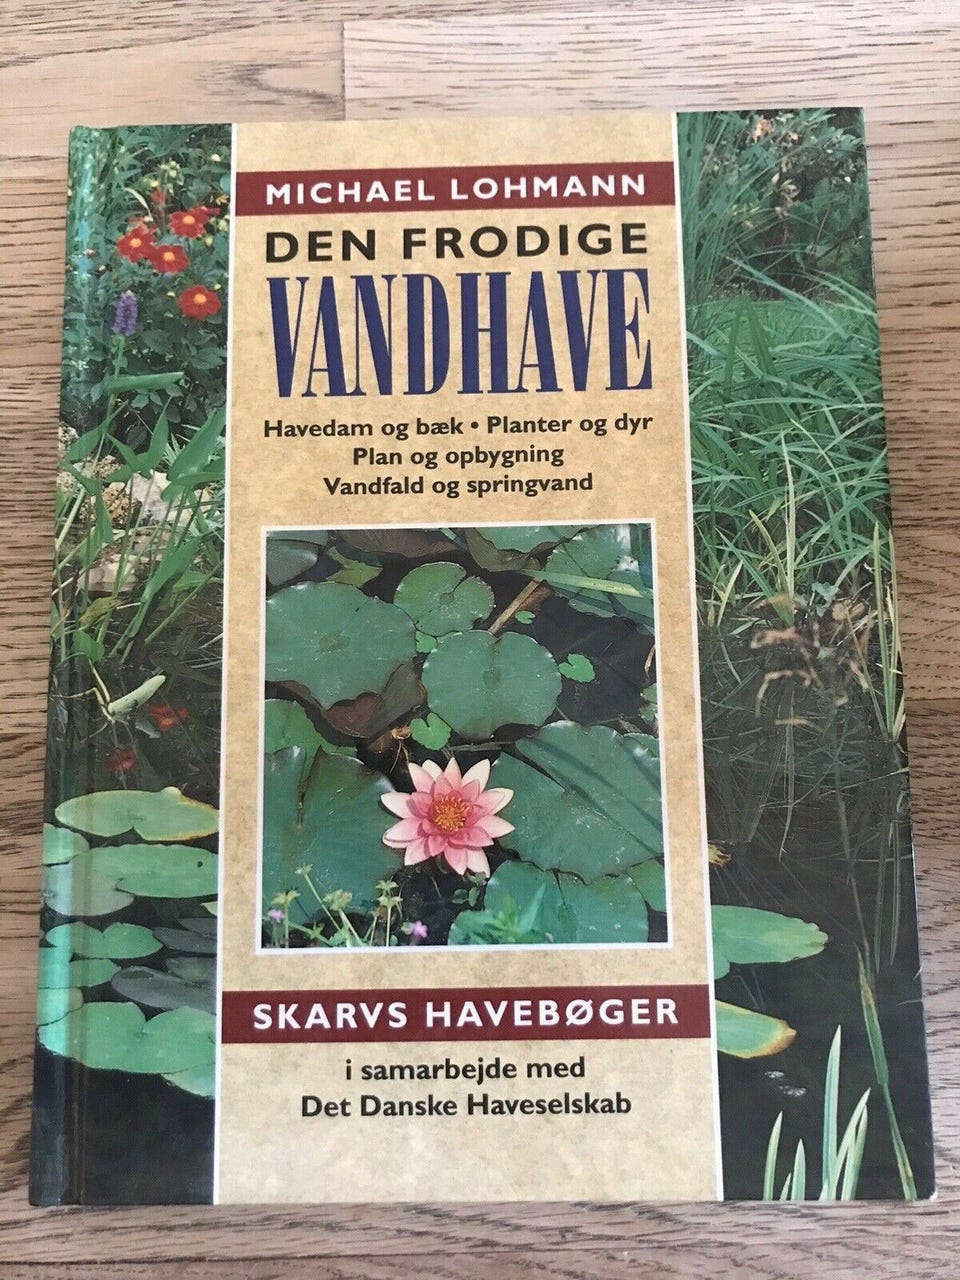 MICHAEL LOHMANN
DEN FRODIGE
VANDHAVE
Havedam og bæk • Planter og dyr
Plan og opbygning
Vandfald og springvand
SKARVS HAVEBØGER
i samarbejde med
Det Danske Haveselskab